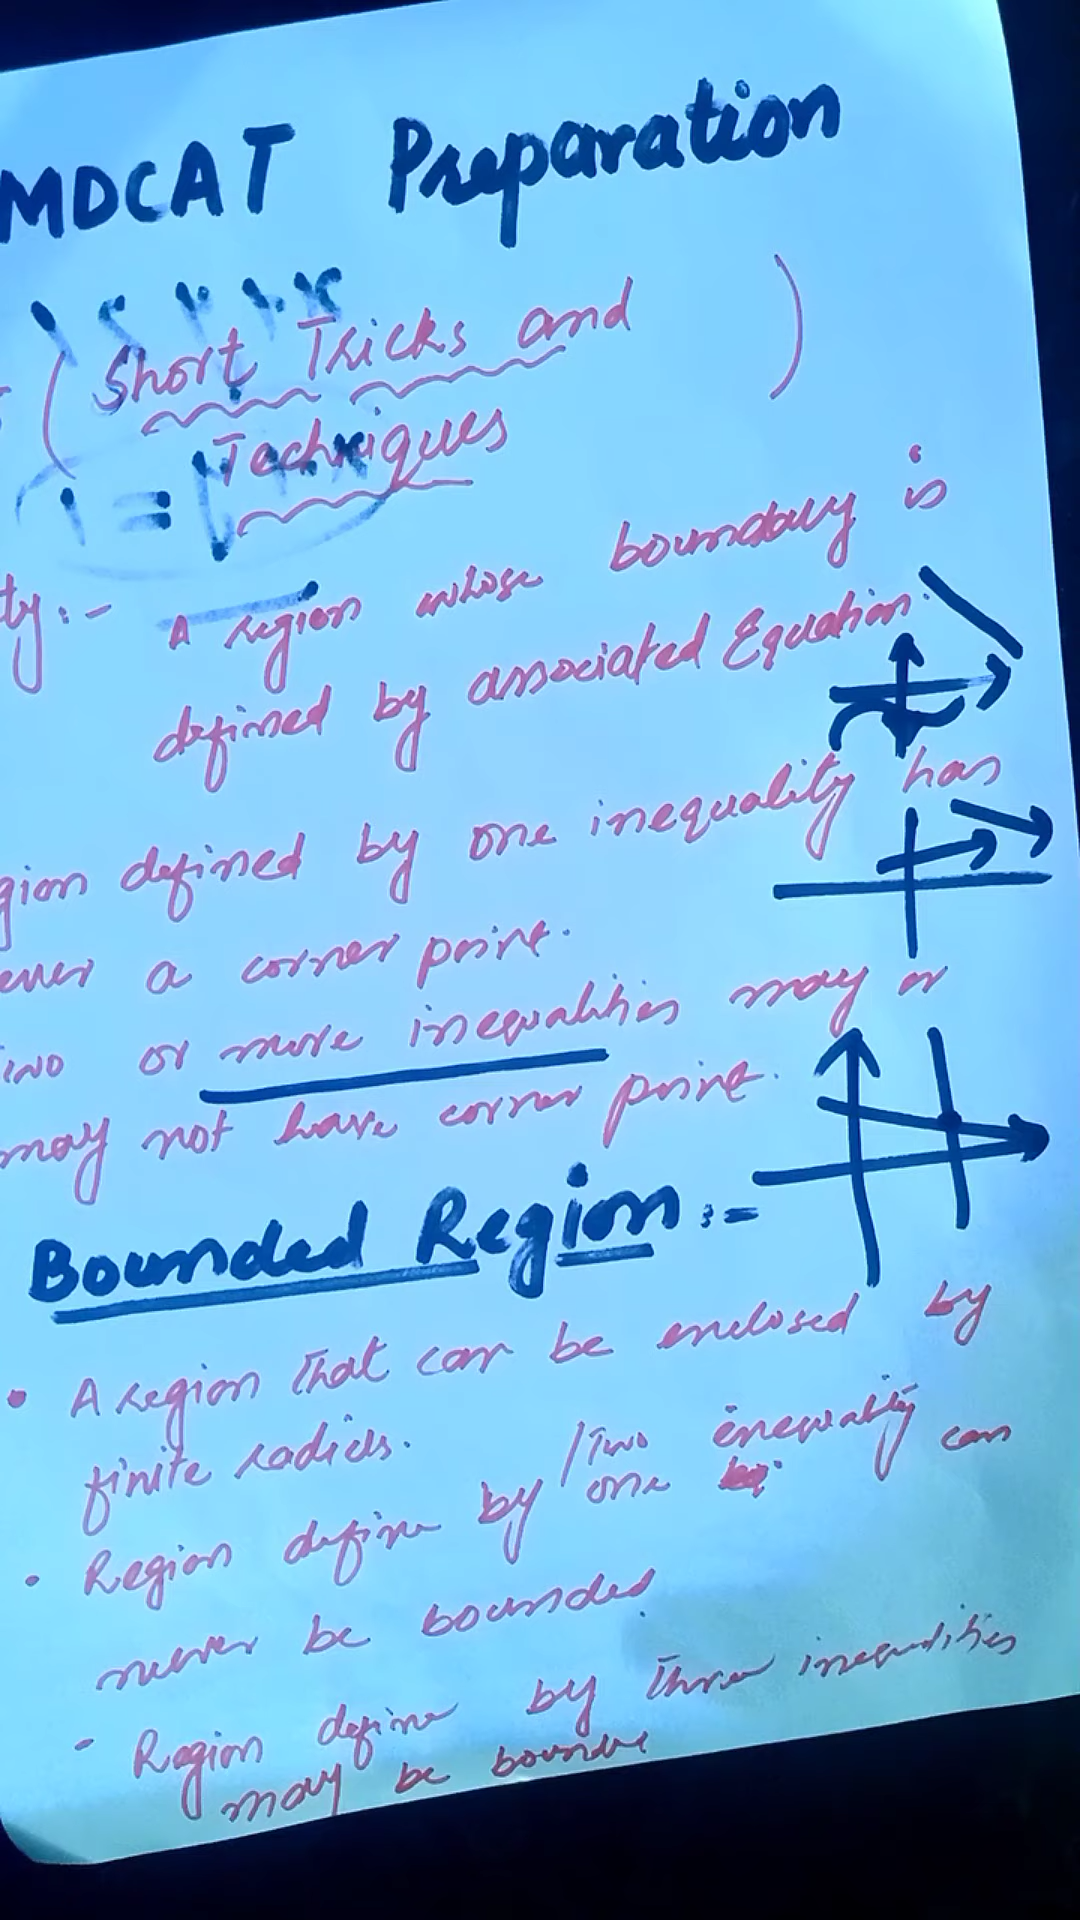 MDCAT Preparation
( Short Tricks and )
Techniques
ty:- A region whose boundary is
defined by associated Equation.
gion defined by one inequality has
ever a corner point.
two or more inequalities may or
may not have corner point.
Bounded Region :-
• A region that can be enclosed by
finite radius.
• Region define by one/two inequality can
never be bounded.
- Region define by three inequalities
may be bounde